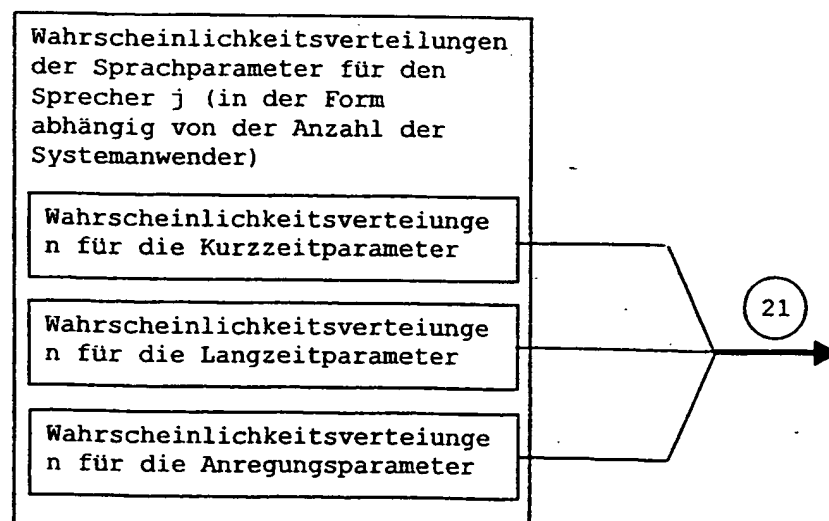 Wahrscheinlichkeitsverteilungen
der Sprachparameter für den
Sprecher j (in der Form
abhängig von der Anzahl der
Systemanwender)
Wahrscheinlichkeitsverteiunge
n für die Kurzzeitparameter
Wahrscheinlichkeitsverteiunge
n für die Langzeitparameter
Wahrscheinlichkeitsverteiunge
n für die Anregungsparameter
21